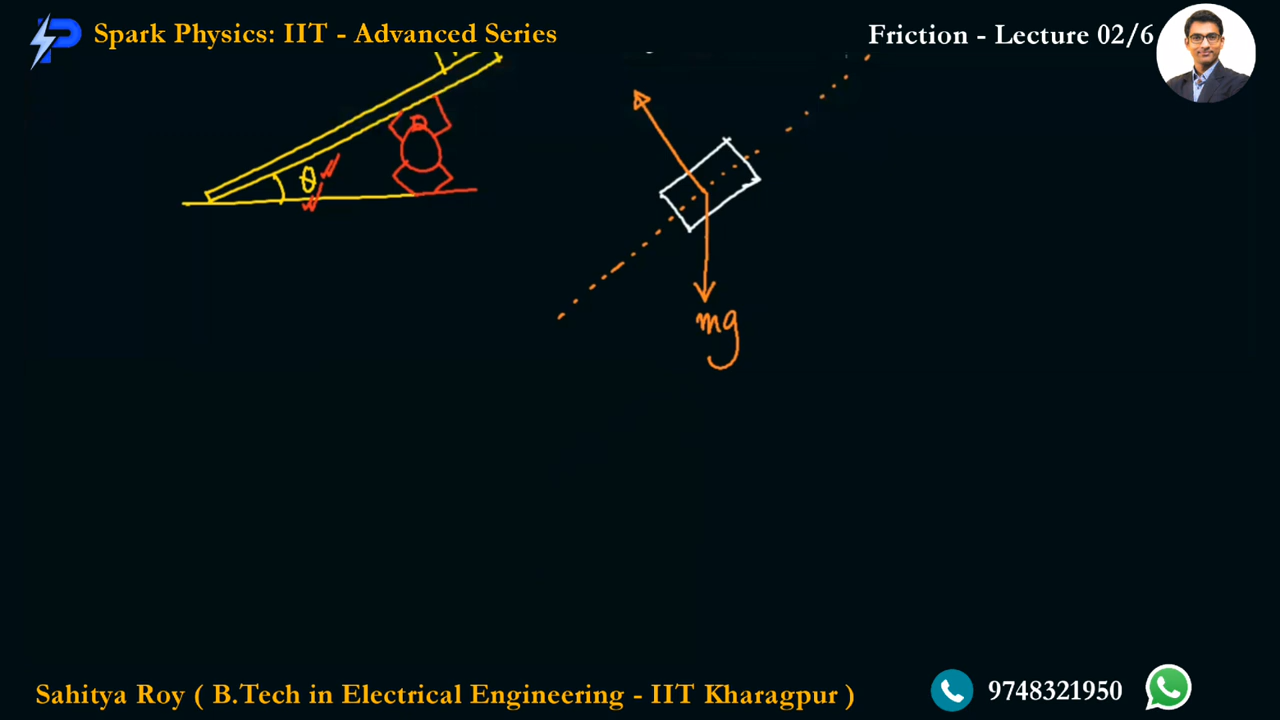 Spark Physics: IIT - Advanced Series
Friction - Lecture 02/6
θ
mg
Sahitya Roy ( B.Tech in Electrical Engineering - IIT Kharagpur )
9748321950